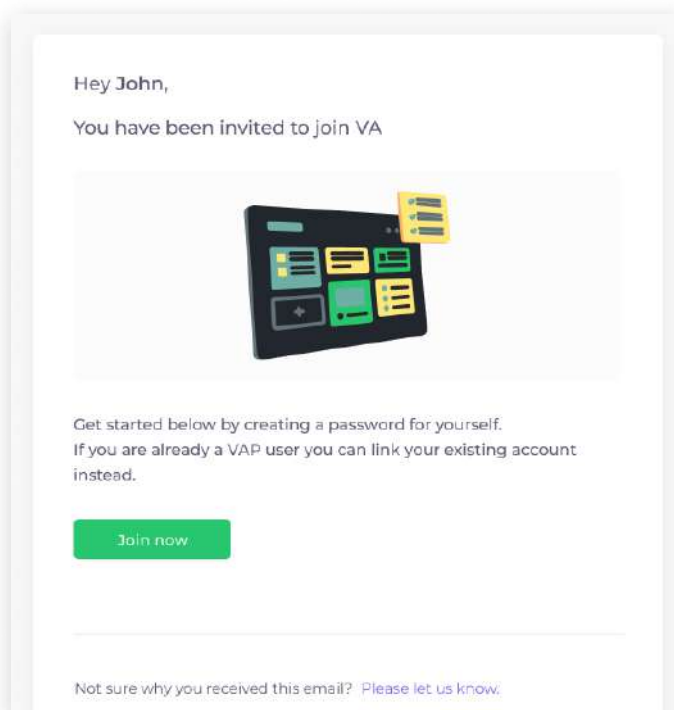 Hey John,
You have been invited to join VA
Get started below by creating a password for yourself.
If you are already a VAP user you can link your existing account
instead.
Join now
Not sure why you received this email? Please let us know.